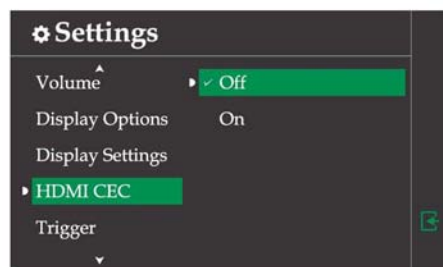 Settings
Volume
Off
Display Options
On
Display Settings
HDMI CEC
Trigger